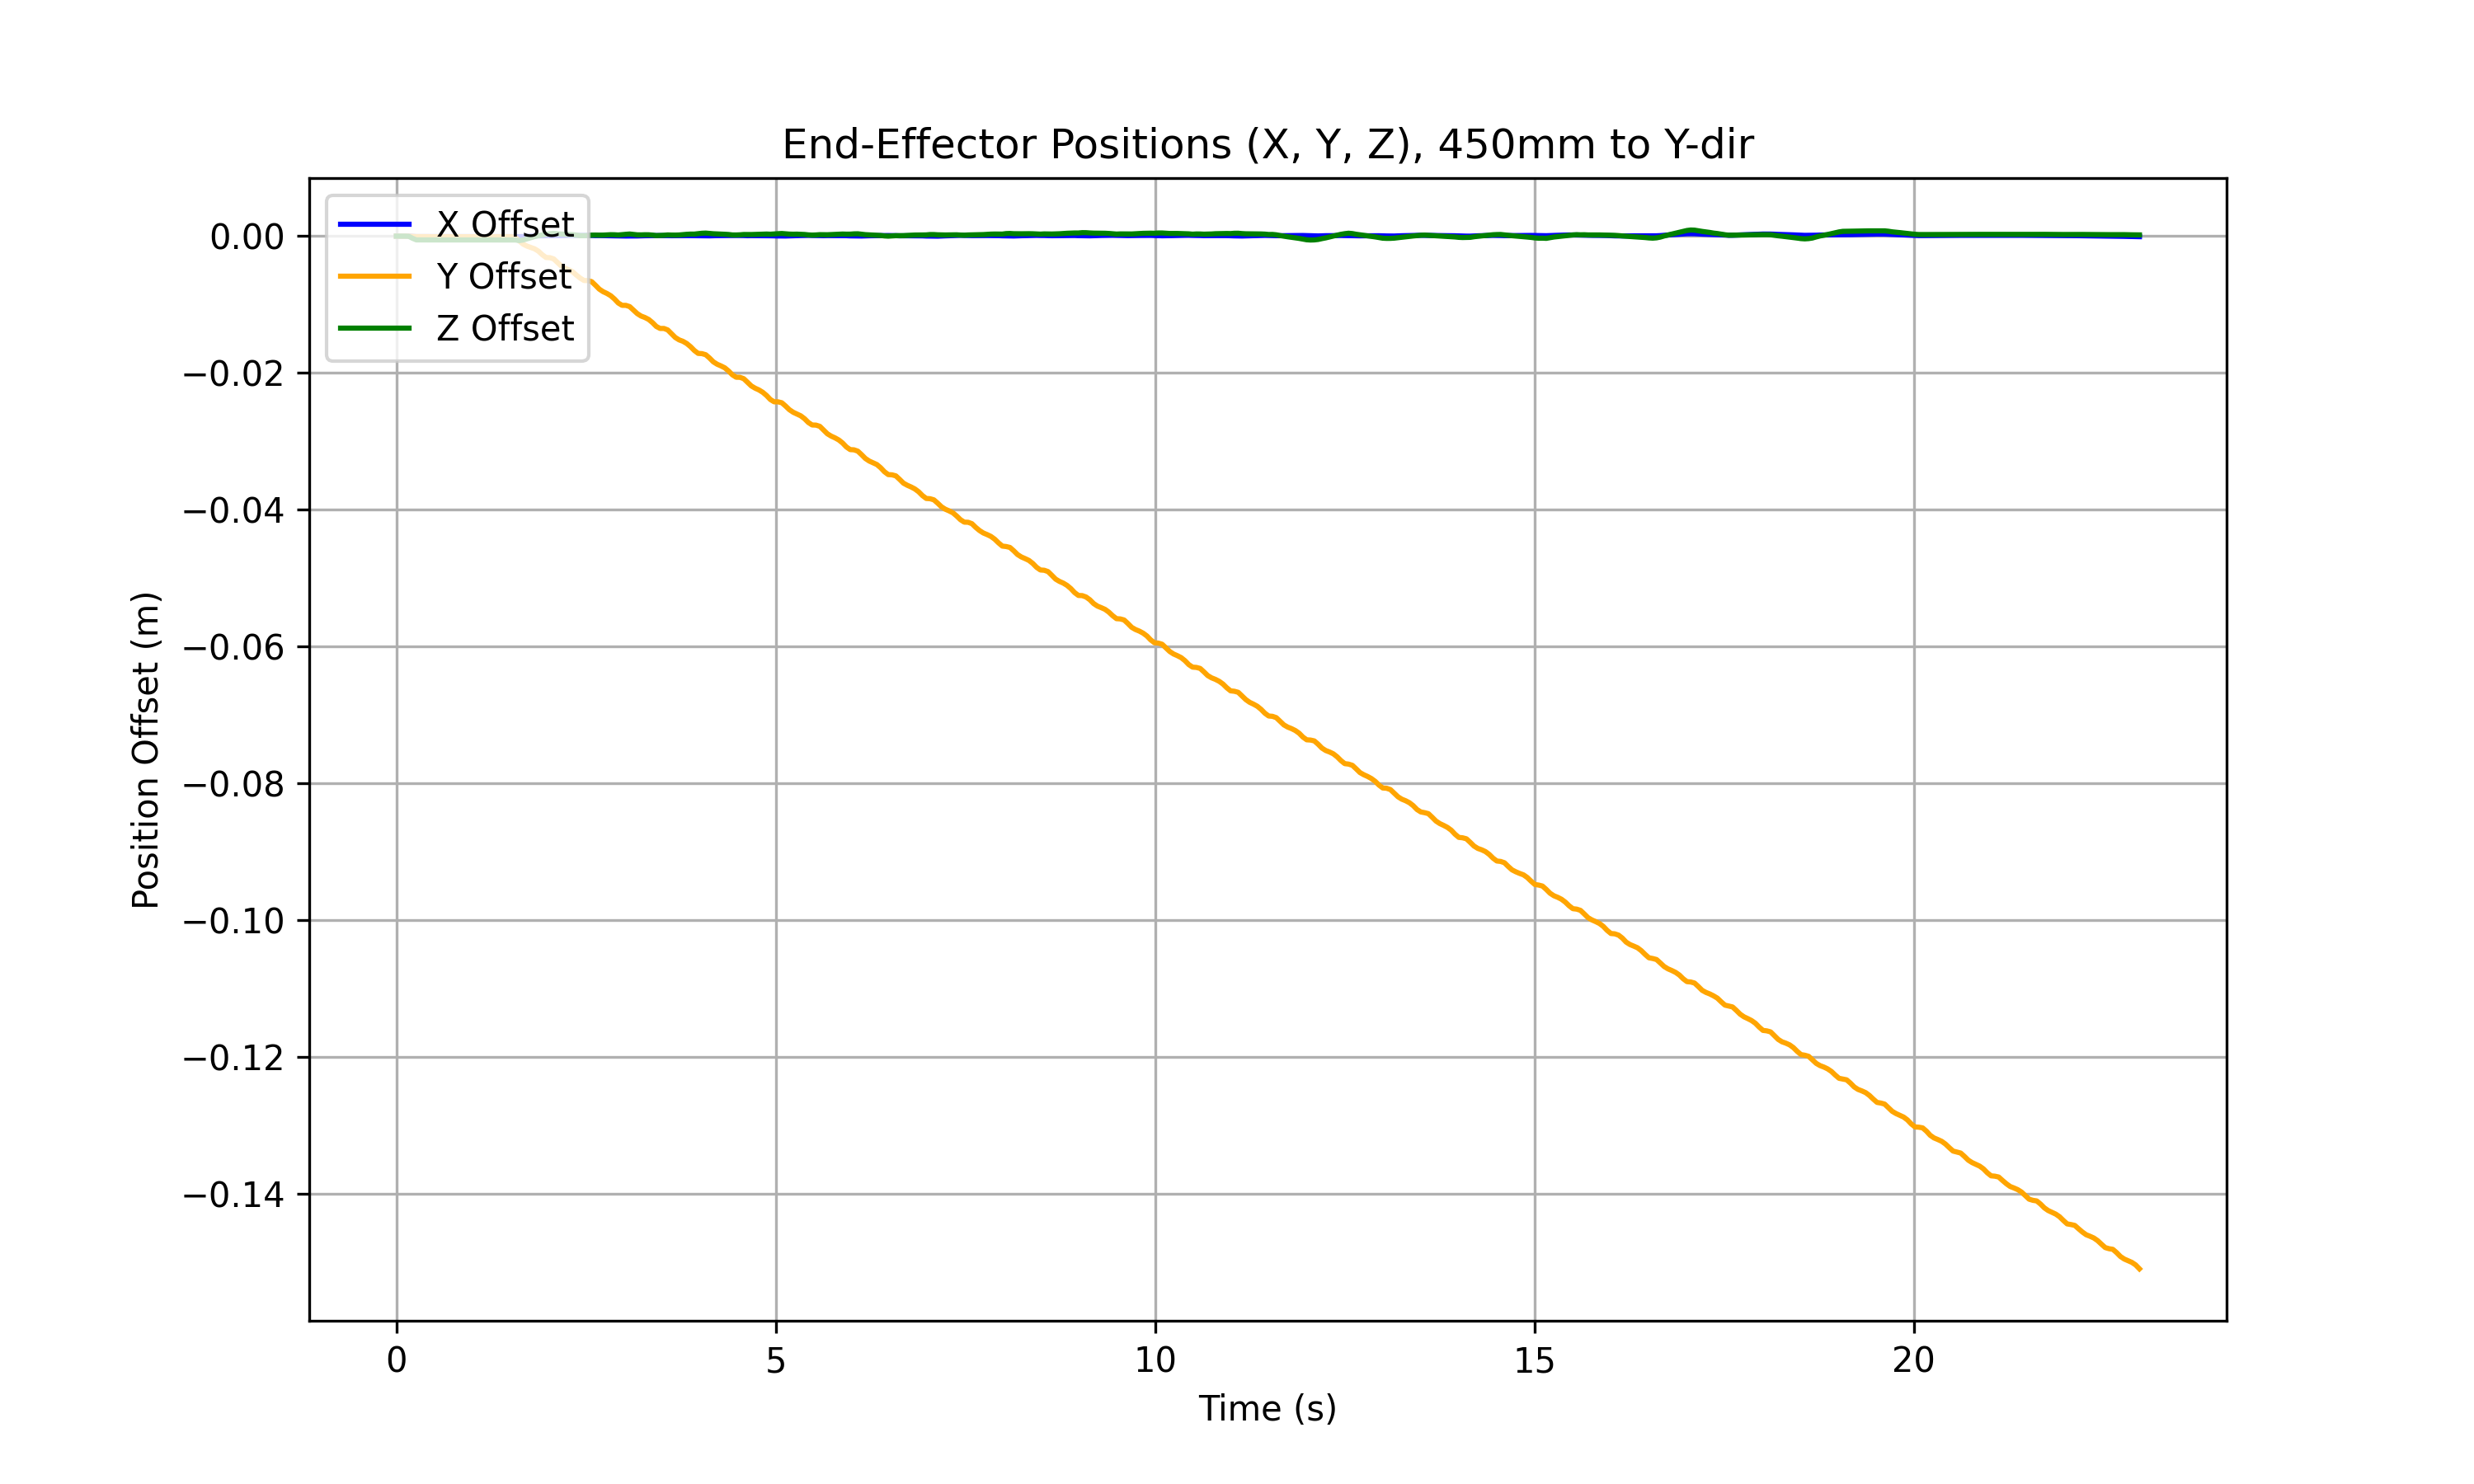 End-Effector Positions (X, Y, Z), 450mm to Y-dir
X Offset
Y Offset
Z Offset
0.00
−0.02
−0.04
−0.06
−0.08
−0.10
−0.12
−0.14
Position Offset (m)
0 5 10 15 20
Time (s)